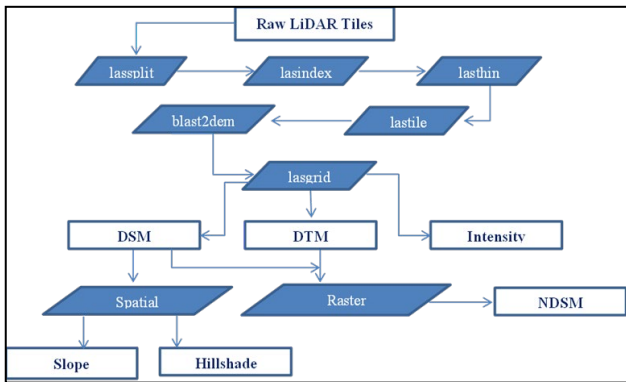 Raw LiDAR Tiles
lassplit
lasindex
lasthin
blast2dem
lastile
lasgrid
DSM
DTM
Intensity
Spatial
Raster
NDSM
Slope
Hillshade